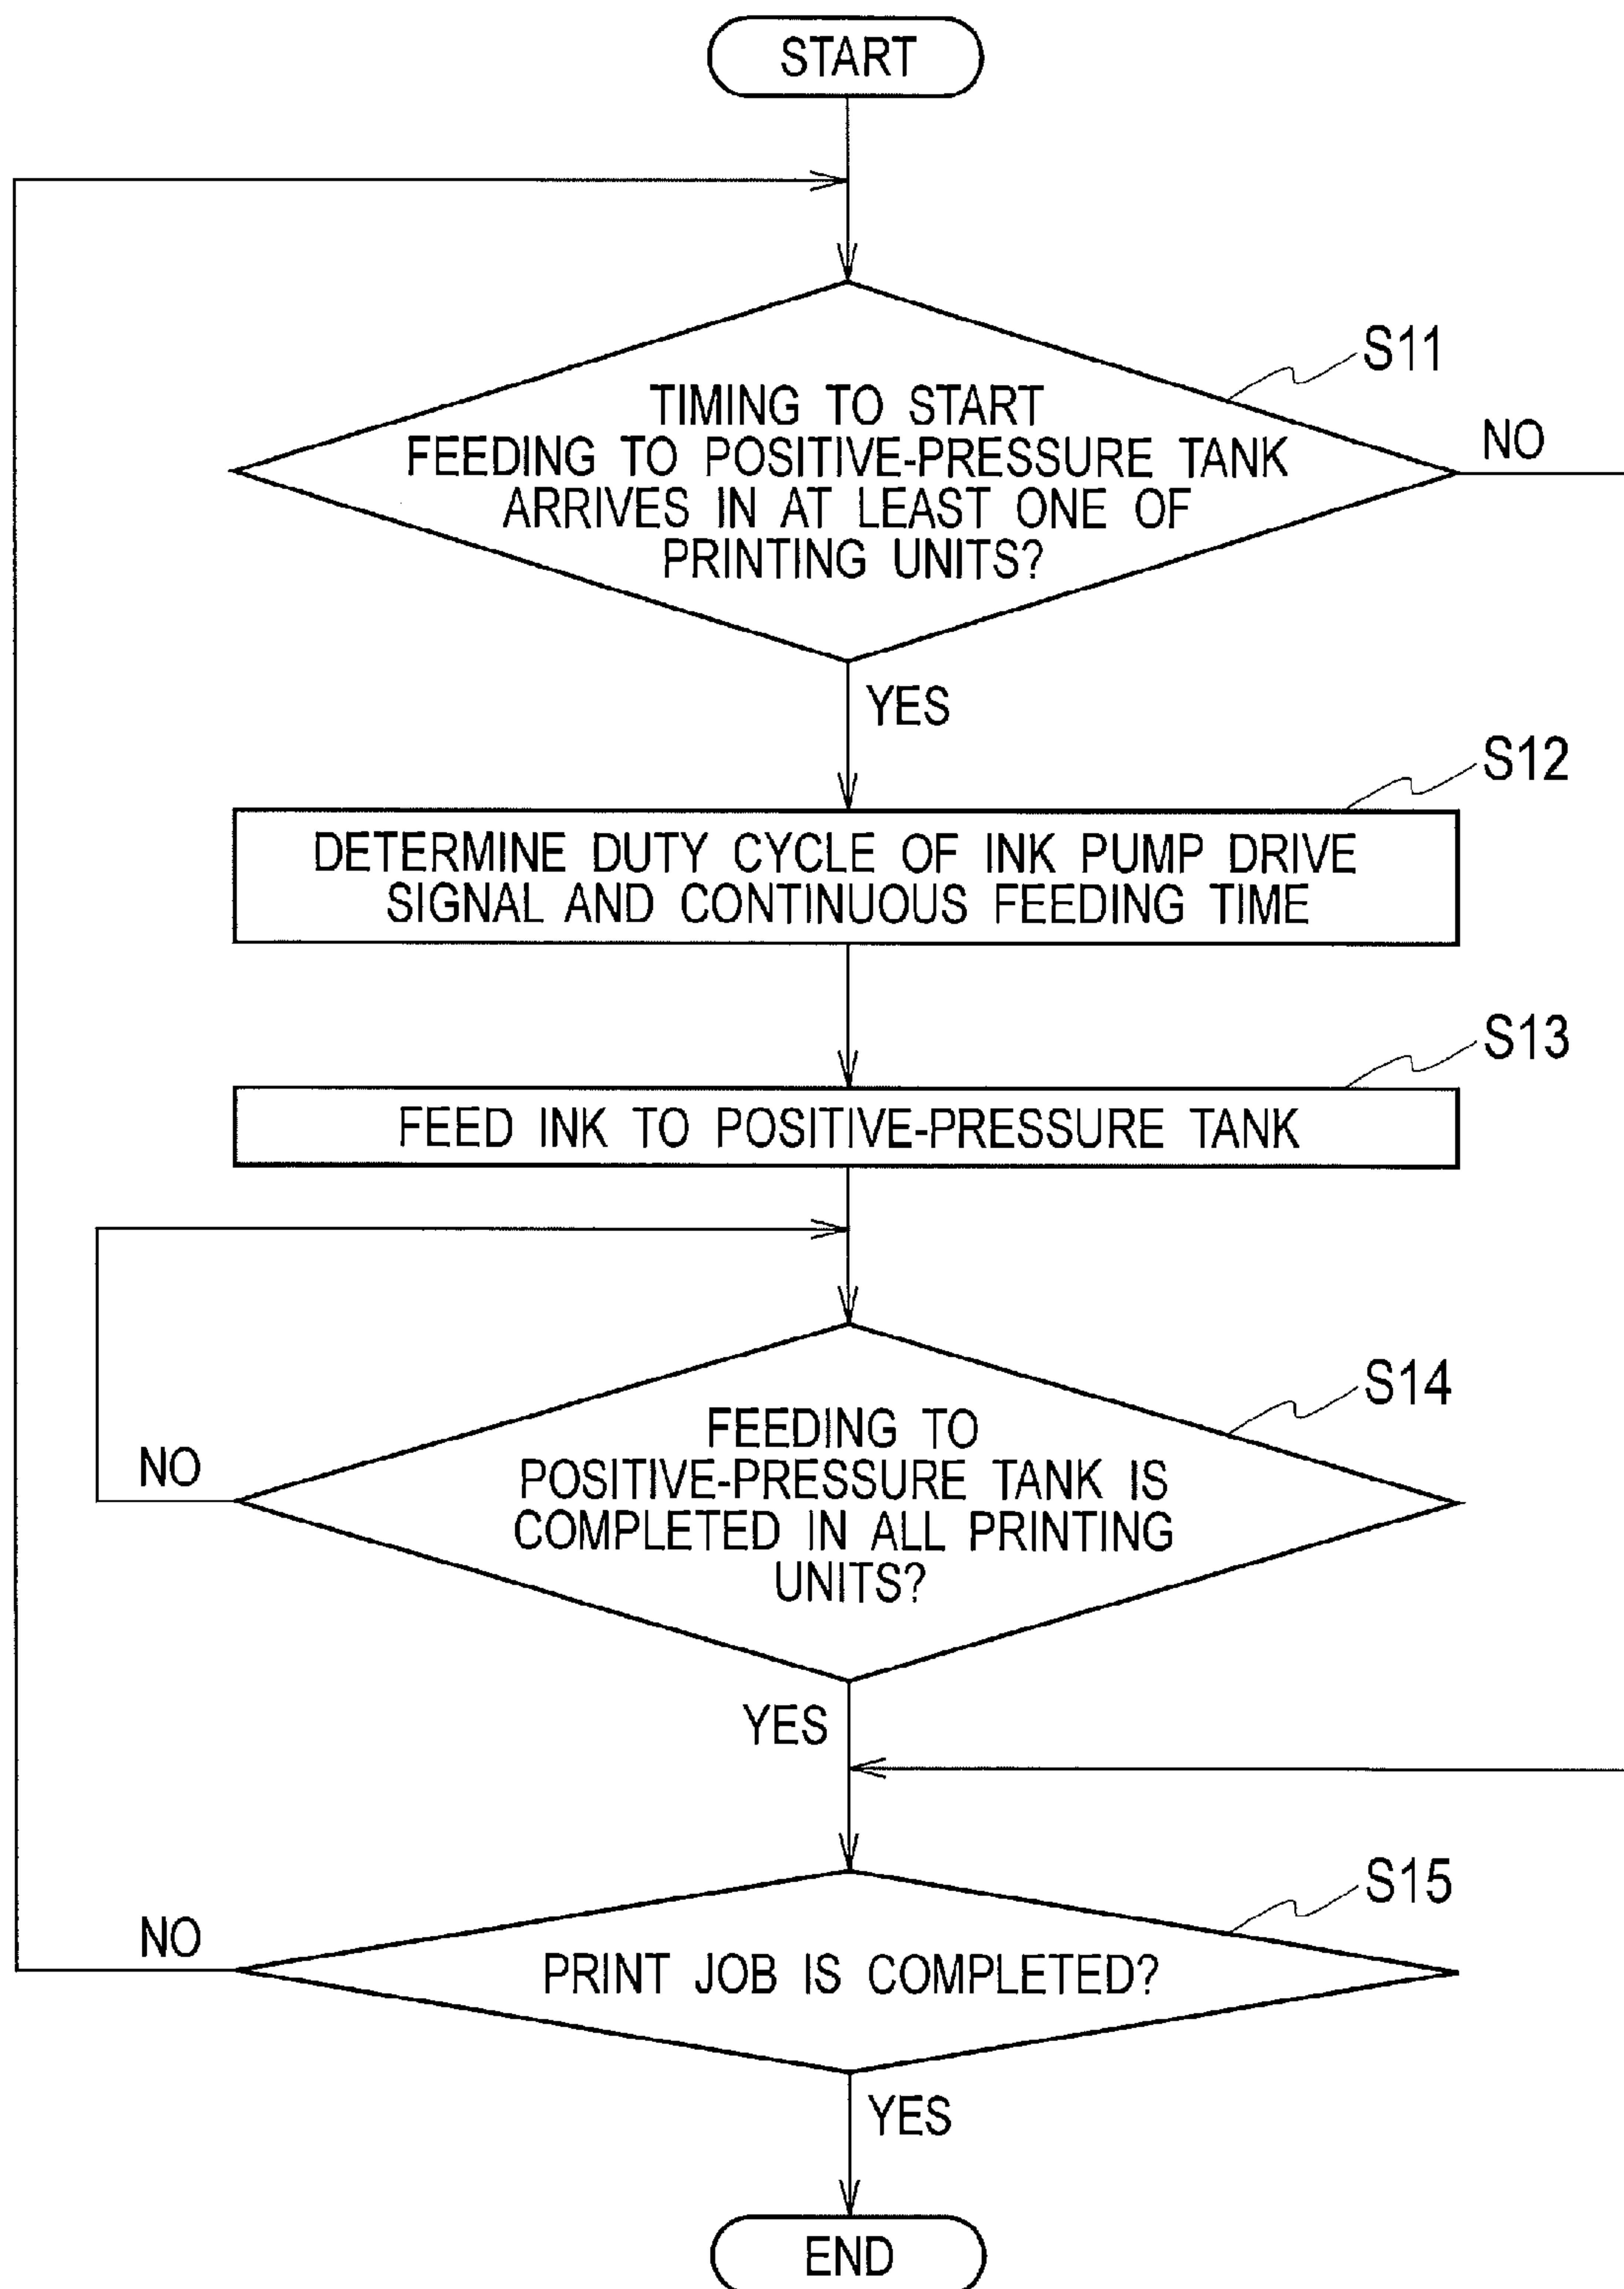 START
S11
TIMING TO START
FEEDING TO POSITIVE-PRESSURE TANK
ARRIVES IN AT LEAST ONE OF
PRINTING UNITS?
NO
YES
S12
DETERMINE DUTY CYCLE OF INK PUMP DRIVE
SIGNAL AND CONTINUOUS FEEDING TIME
S13
FEED INK TO POSITIVE-PRESSURE TANK
S14
FEEDING TO
POSITIVE-PRESSURE TANK IS
COMPLETED IN ALL PRINTING
UNITS?
NO
YES
S15
NO
PRINT JOB IS COMPLETED?
YES
END